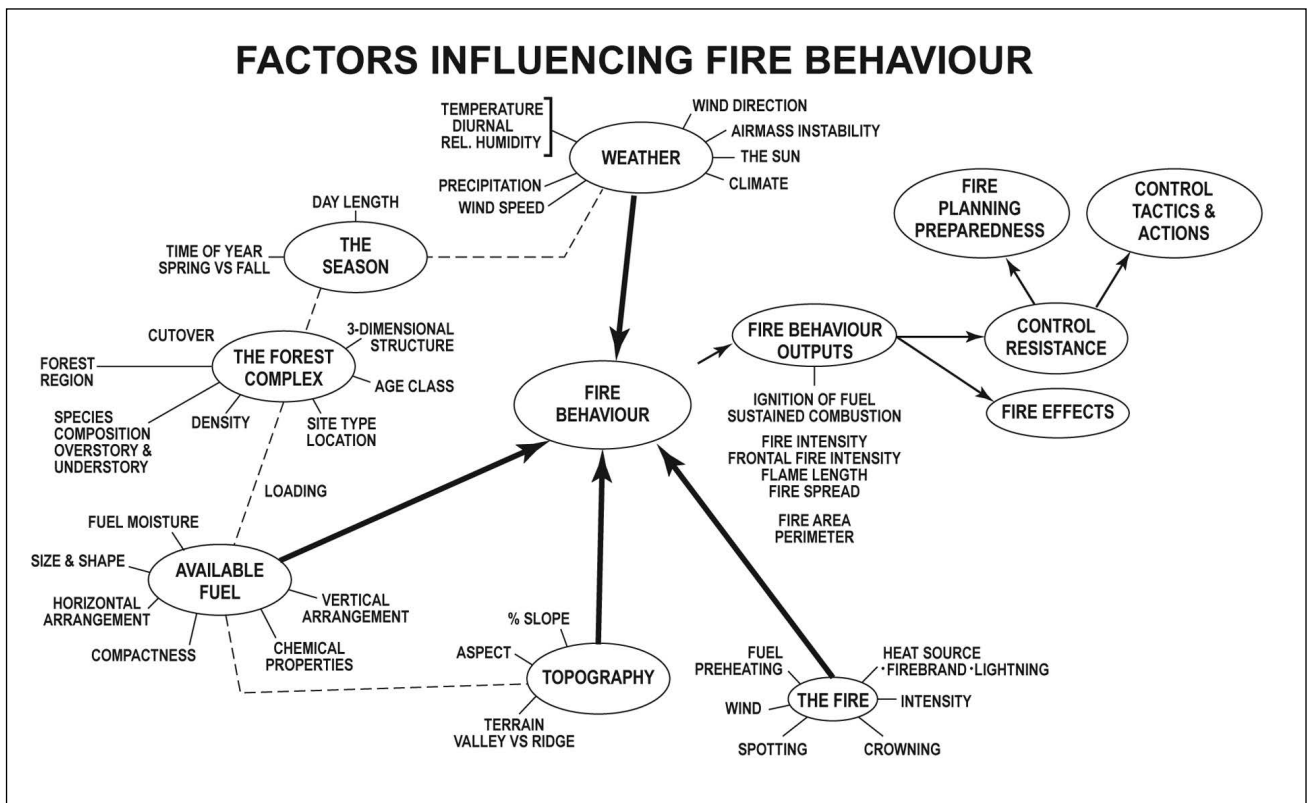 FACTORS INFLUENCING FIRE BEHAVIOUR
TEMPERATURE
DIURNAL
REL. HUMIDITY
PRECIPITATION
WIND SPEED
WEATHER
WIND DIRECTION
AIRMASS INSTABILITY
THE SUN
CLIMATE
DAY LENGTH
TIME OF YEAR
SPRING VS FALL
THE
SEASON
CUTOVER
FOREST
REGION
SPECIES
COMPOSITION
OVERSTORY &
UNDERSTORY
DENSITY
THE FOREST
COMPLEX
3-DIMENSIONAL
STRUCTURE
AGE CLASS
SITE TYPE
LOCATION
LOADING
FUEL MOISTURE
SIZE & SHAPE
HORIZONTAL
ARRANGEMENT
COMPACTNESS
AVAILABLE
FUEL
VERTICAL
ARRANGEMENT
CHEMICAL
PROPERTIES
FIRE
BEHAVIOUR
% SLOPE
ASPECT
TOPOGRAPHY
TERRAIN
VALLEY VS RIDGE
FUEL
PREHEATING
WIND
SPOTTING
THE FIRE
HEAT SOURCE
·FIREBRAND·LIGHTNING
INTENSITY
CROWNING
FIRE BEHAVIOUR
OUTPUTS
IGNITION OF FUEL
SUSTAINED COMBUSTION
FIRE INTENSITY
FRONTAL FIRE INTENSITY
FLAME LENGTH
FIRE SPREAD
FIRE AREA
PERIMETER
FIRE
PLANNING
PREPAREDNESS
CONTROL
TACTICS &
ACTIONS
CONTROL
RESISTANCE
FIRE EFFECTS